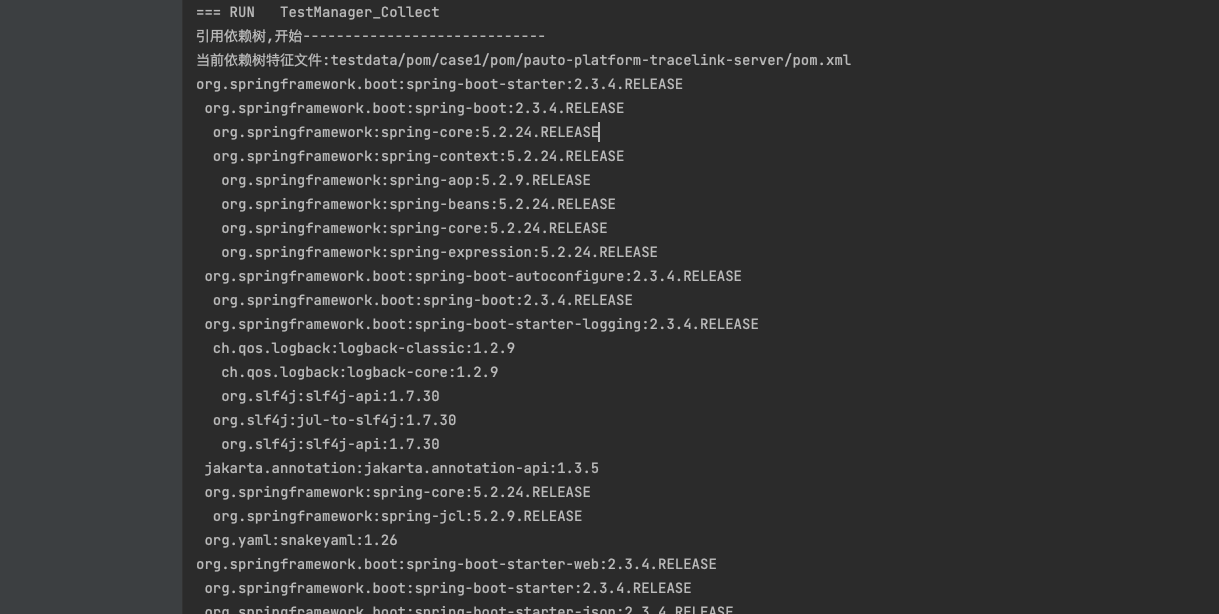 === RUN   TestManager_Collect
引用依赖树,开始-----------------------------
当前依赖树特征文件:testdata/pom/case1/pom/pauto-platform-tracelink-server/pom.xml
org.springframework.boot:spring-boot-starter:2.3.4.RELEASE
 org.springframework.boot:spring-boot:2.3.4.RELEASE
  org.springframework:spring-core:5.2.24.RELEASE
  org.springframework:spring-context:5.2.24.RELEASE
   org.springframework:spring-aop:5.2.9.RELEASE
   org.springframework:spring-beans:5.2.24.RELEASE
   org.springframework:spring-core:5.2.24.RELEASE
   org.springframework:spring-expression:5.2.24.RELEASE
 org.springframework.boot:spring-boot-autoconfigure:2.3.4.RELEASE
  org.springframework.boot:spring-boot:2.3.4.RELEASE
 org.springframework.boot:spring-boot-starter-logging:2.3.4.RELEASE
  ch.qos.logback:logback-classic:1.2.9
   ch.qos.logback:logback-core:1.2.9
   org.slf4j:slf4j-api:1.7.30
  org.slf4j:jul-to-slf4j:1.7.30
   org.slf4j:slf4j-api:1.7.30
 jakarta.annotation:jakarta.annotation-api:1.3.5
 org.springframework:spring-core:5.2.24.RELEASE
  org.springframework:spring-jcl:5.2.9.RELEASE
 org.yaml:snakeyaml:1.26
org.springframework.boot:spring-boot-starter-web:2.3.4.RELEASE
 org.springframework.boot:spring-boot-starter:2.3.4.RELEASE
 org.springframework.boot:spring-boot-starter-json:2.3.4.RELEASE